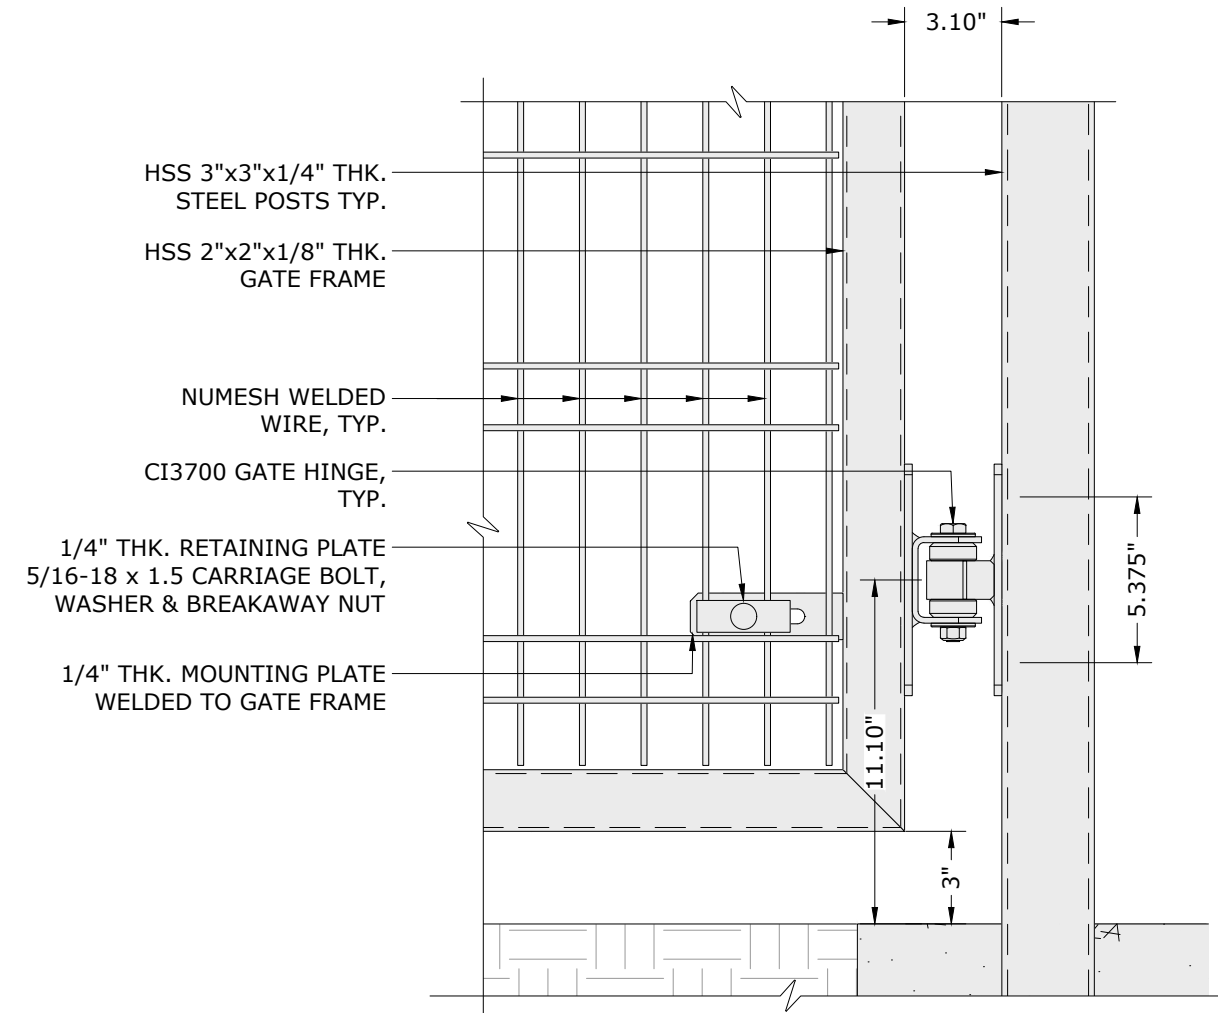 3.10"
HSS 3"x3"x1/4" THK.
STEEL POSTS TYP.
HSS 2"x2"x1/8" THK.
GATE FRAME
NUMESH WELDED
WIRE, TYP.
CI3700 GATE HINGE,
TYP.
1/4" THK. RETAINING PLATE
5/16-18 x 1.5 CARRIAGE BOLT,
WASHER & BREAKAWAY NUT
1/4" THK. MOUNTING PLATE
WELDED TO GATE FRAME
5.375"
11.10"
3"